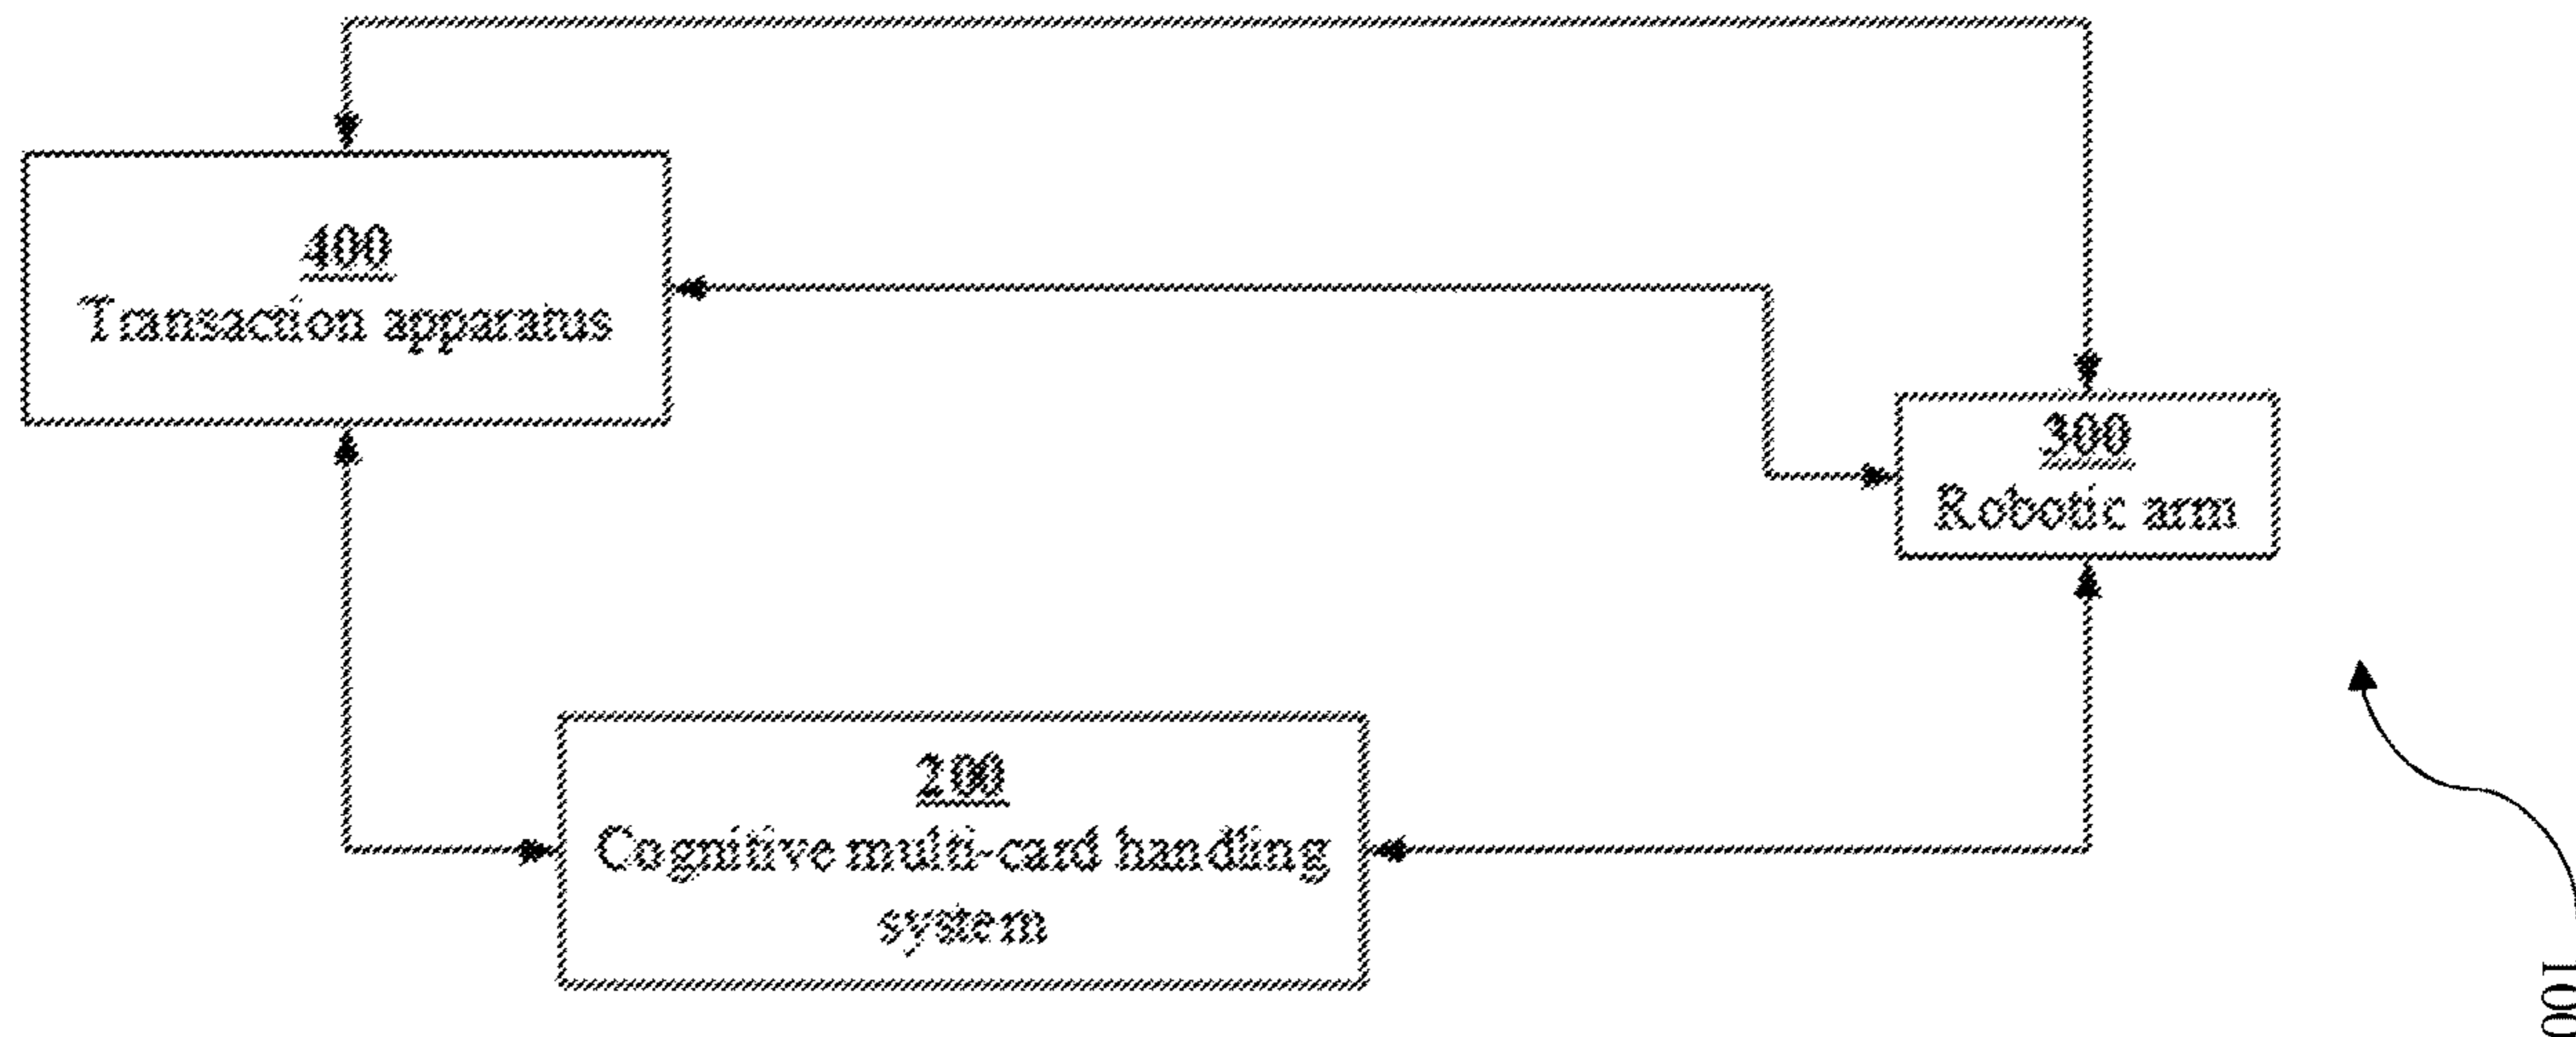 400
Transaction apparatus
300
Robotic arm
200
Cognitive multi-card handling
system
100